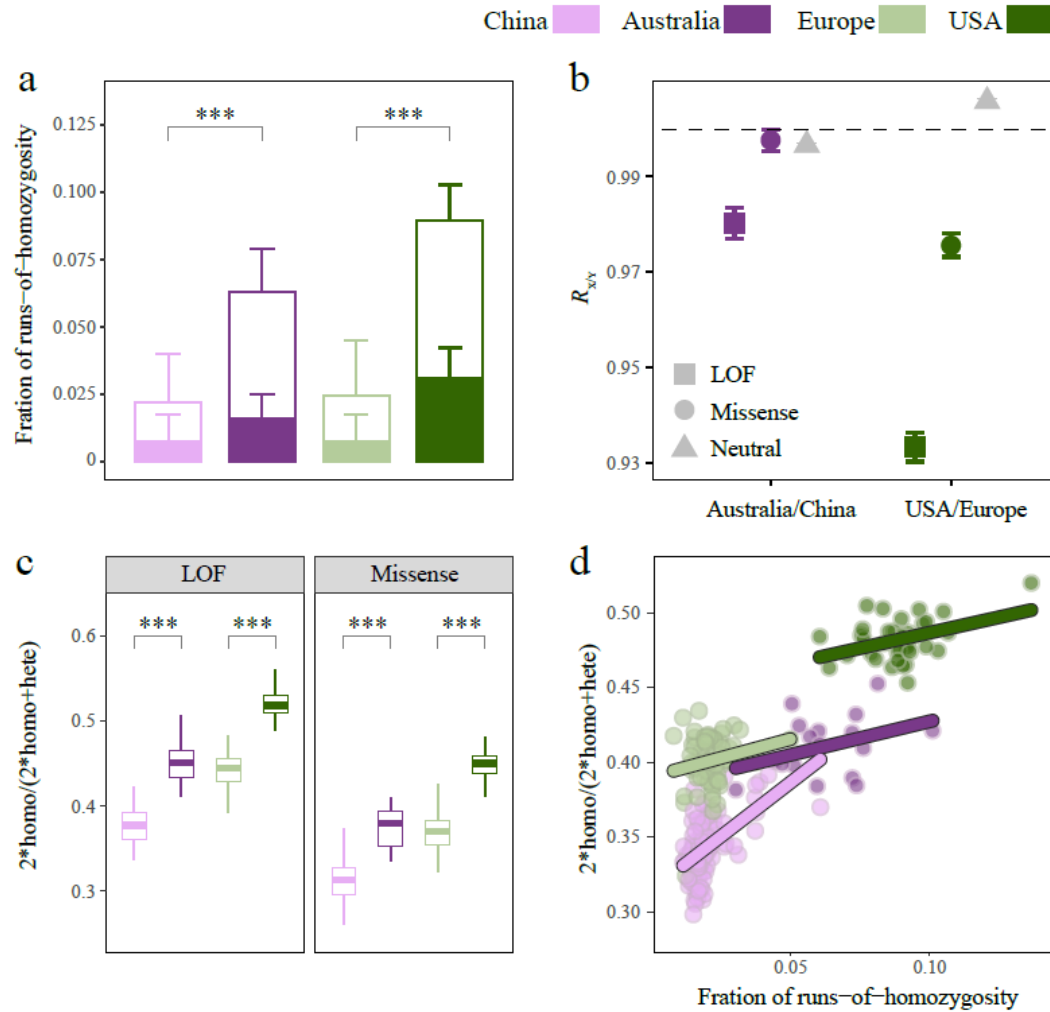 China Australia Europe USA
a
Fration of runs−of−homozygosity
0.125
0.100
0.075
0.050
0.025
0
*** ***
b
R x/Y
0.99
0.97
0.95
0.93
LOF
Missense
Neutral
Australia/China USA/Europe
c
2*homo/(2*homo+hete)
LOF Missense
*** *** *** ***
0.6
0.5
0.4
0.3
d
2*homo/(2*homo+hete)
0.50
0.45
0.40
0.35
0.30
0.05 0.10
Fration of runs−of−homozygosity